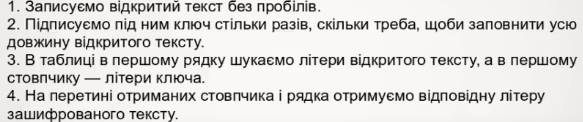 1. Записуємо відкритий текст без пробілів.
2. Підписуємо під ним ключ стільки разів, скільки треба, щоби заповнити усю
довжину відкритого тексту.
3. В таблиці в першому рядку шукаємо літери відкритого тексту, а в першому
стовпчику — літери ключа.
4. На перетині отриманих стовпчика і рядка отримуємо відповідну літеру
зашифрованого тексту.